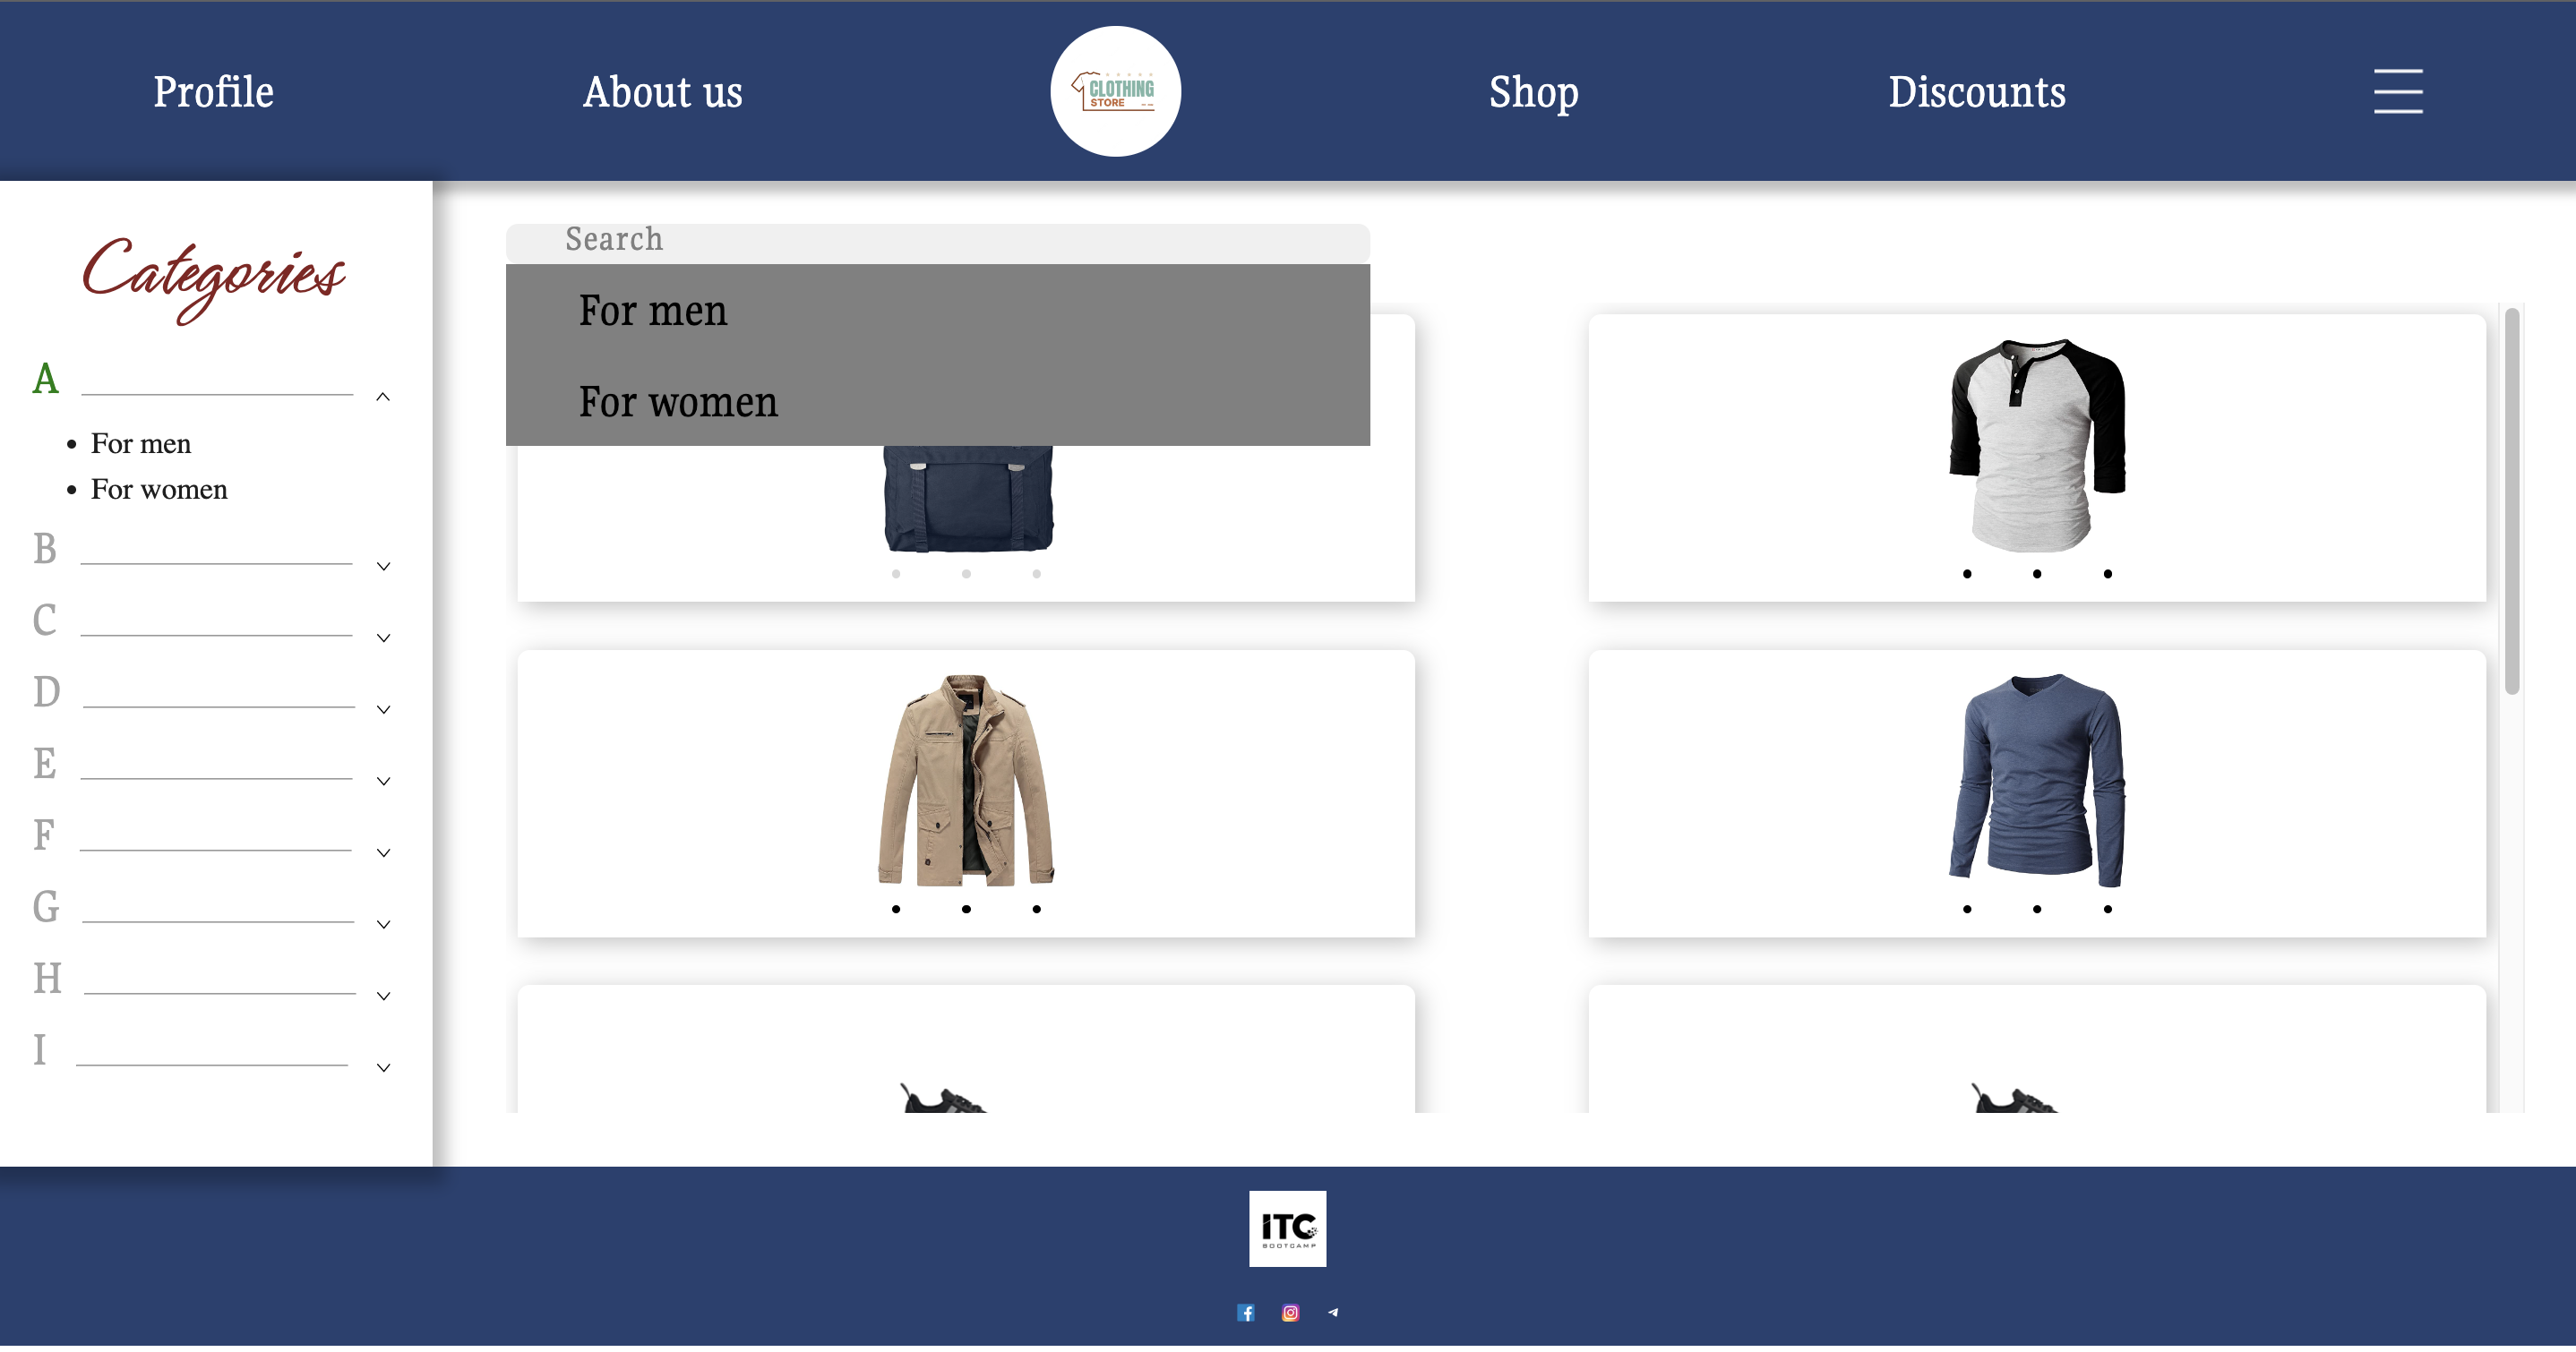 Profile
About us
CLOTHING
STORE
Shop
Discounts
Categories
A
For men
For women
B
C
D
E
F
G
H
I
Search
For men
For women
ITC
BOOTCAMP